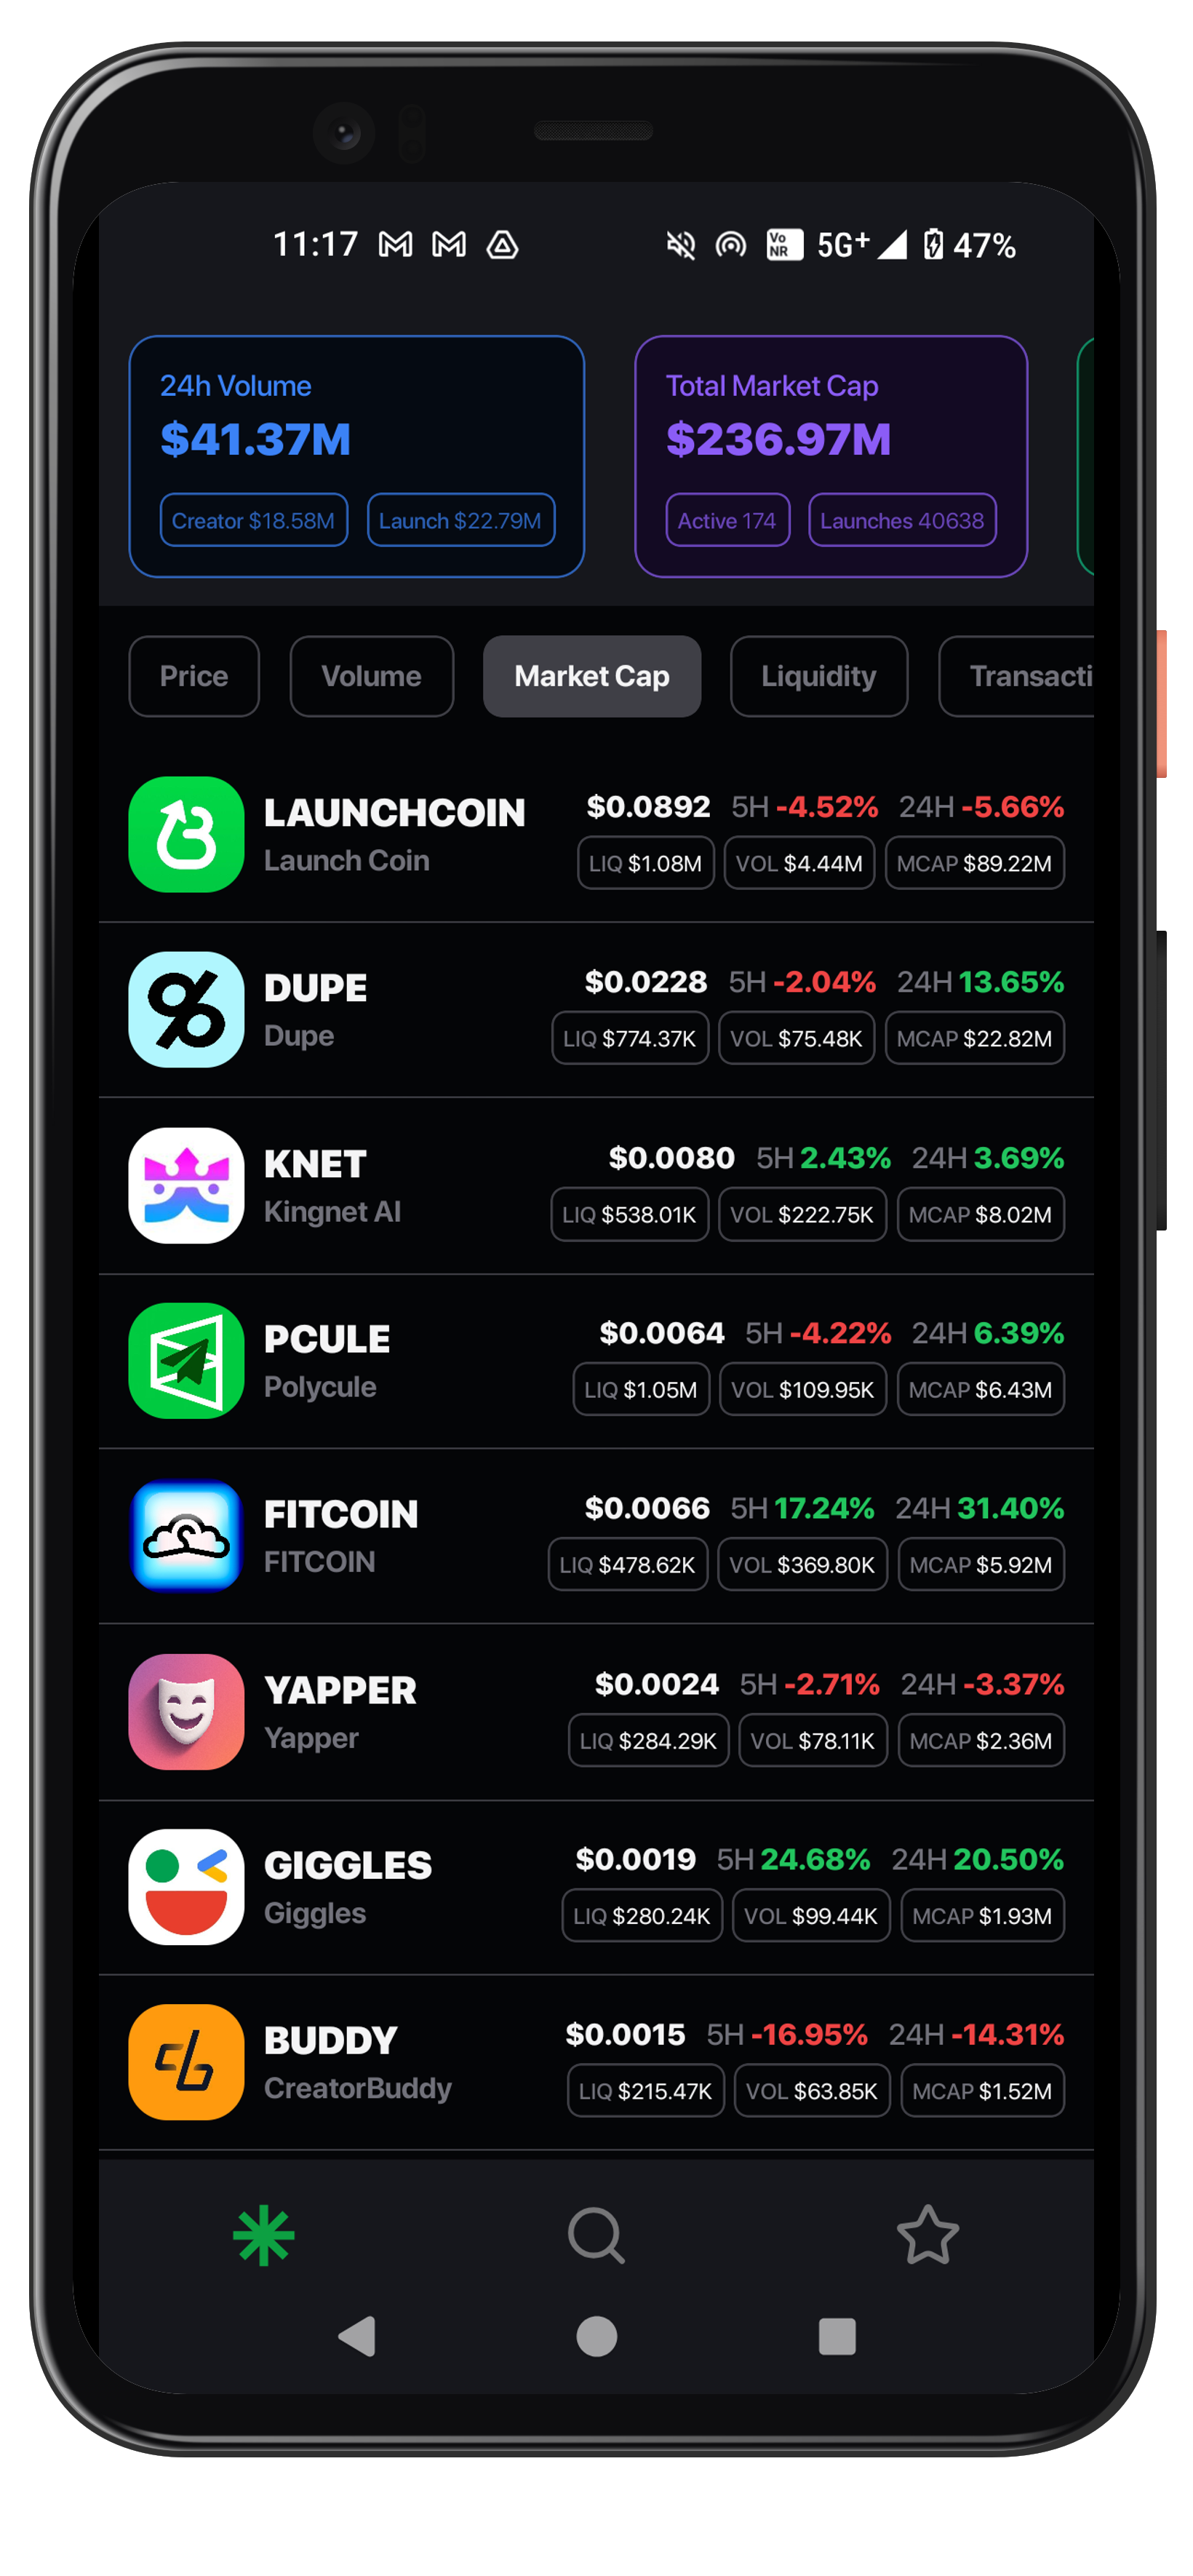 11:17 Vo NR 5G+ 47%
24h Volume
$41.37M
Creator $18.58M Launch $22.79M
Total Market Cap
$236.97M
Active 174 Launches 40638
Price Volume Market Cap Liquidity Transacti
LAUNCHCOIN $0.0892 5H -4.52% 24H -5.66%
Launch Coin LIQ $1.08M VOL $4.44M MCAP $89.22M
DUPE $0.0228 5H -2.04% 24H 13.65%
Dupe LIQ $774.37K VOL $75.48K MCAP $22.82M
KNET $0.0080 5H 2.43% 24H 3.69%
Kingnet AI LIQ $538.01K VOL $222.75K MCAP $8.02M
PCULE $0.0064 5H -4.22% 24H 6.39%
Polycule LIQ $1.05M VOL $109.95K MCAP $6.43M
FITCOIN $0.0066 5H 17.24% 24H 31.40%
FITCOIN LIQ $478.62K VOL $369.80K MCAP $5.92M
YAPPER $0.0024 5H -2.71% 24H -3.37%
Yapper LIQ $284.29K VOL $78.11K MCAP $2.36M
GIGGLES $0.0019 5H 24.68% 24H 20.50%
Giggles LIQ $280.24K VOL $99.44K MCAP $1.93M
BUDDY $0.0015 5H -16.95% 24H -14.31%
CreatorBuddy LIQ $215.47K VOL $63.85K MCAP $1.52M